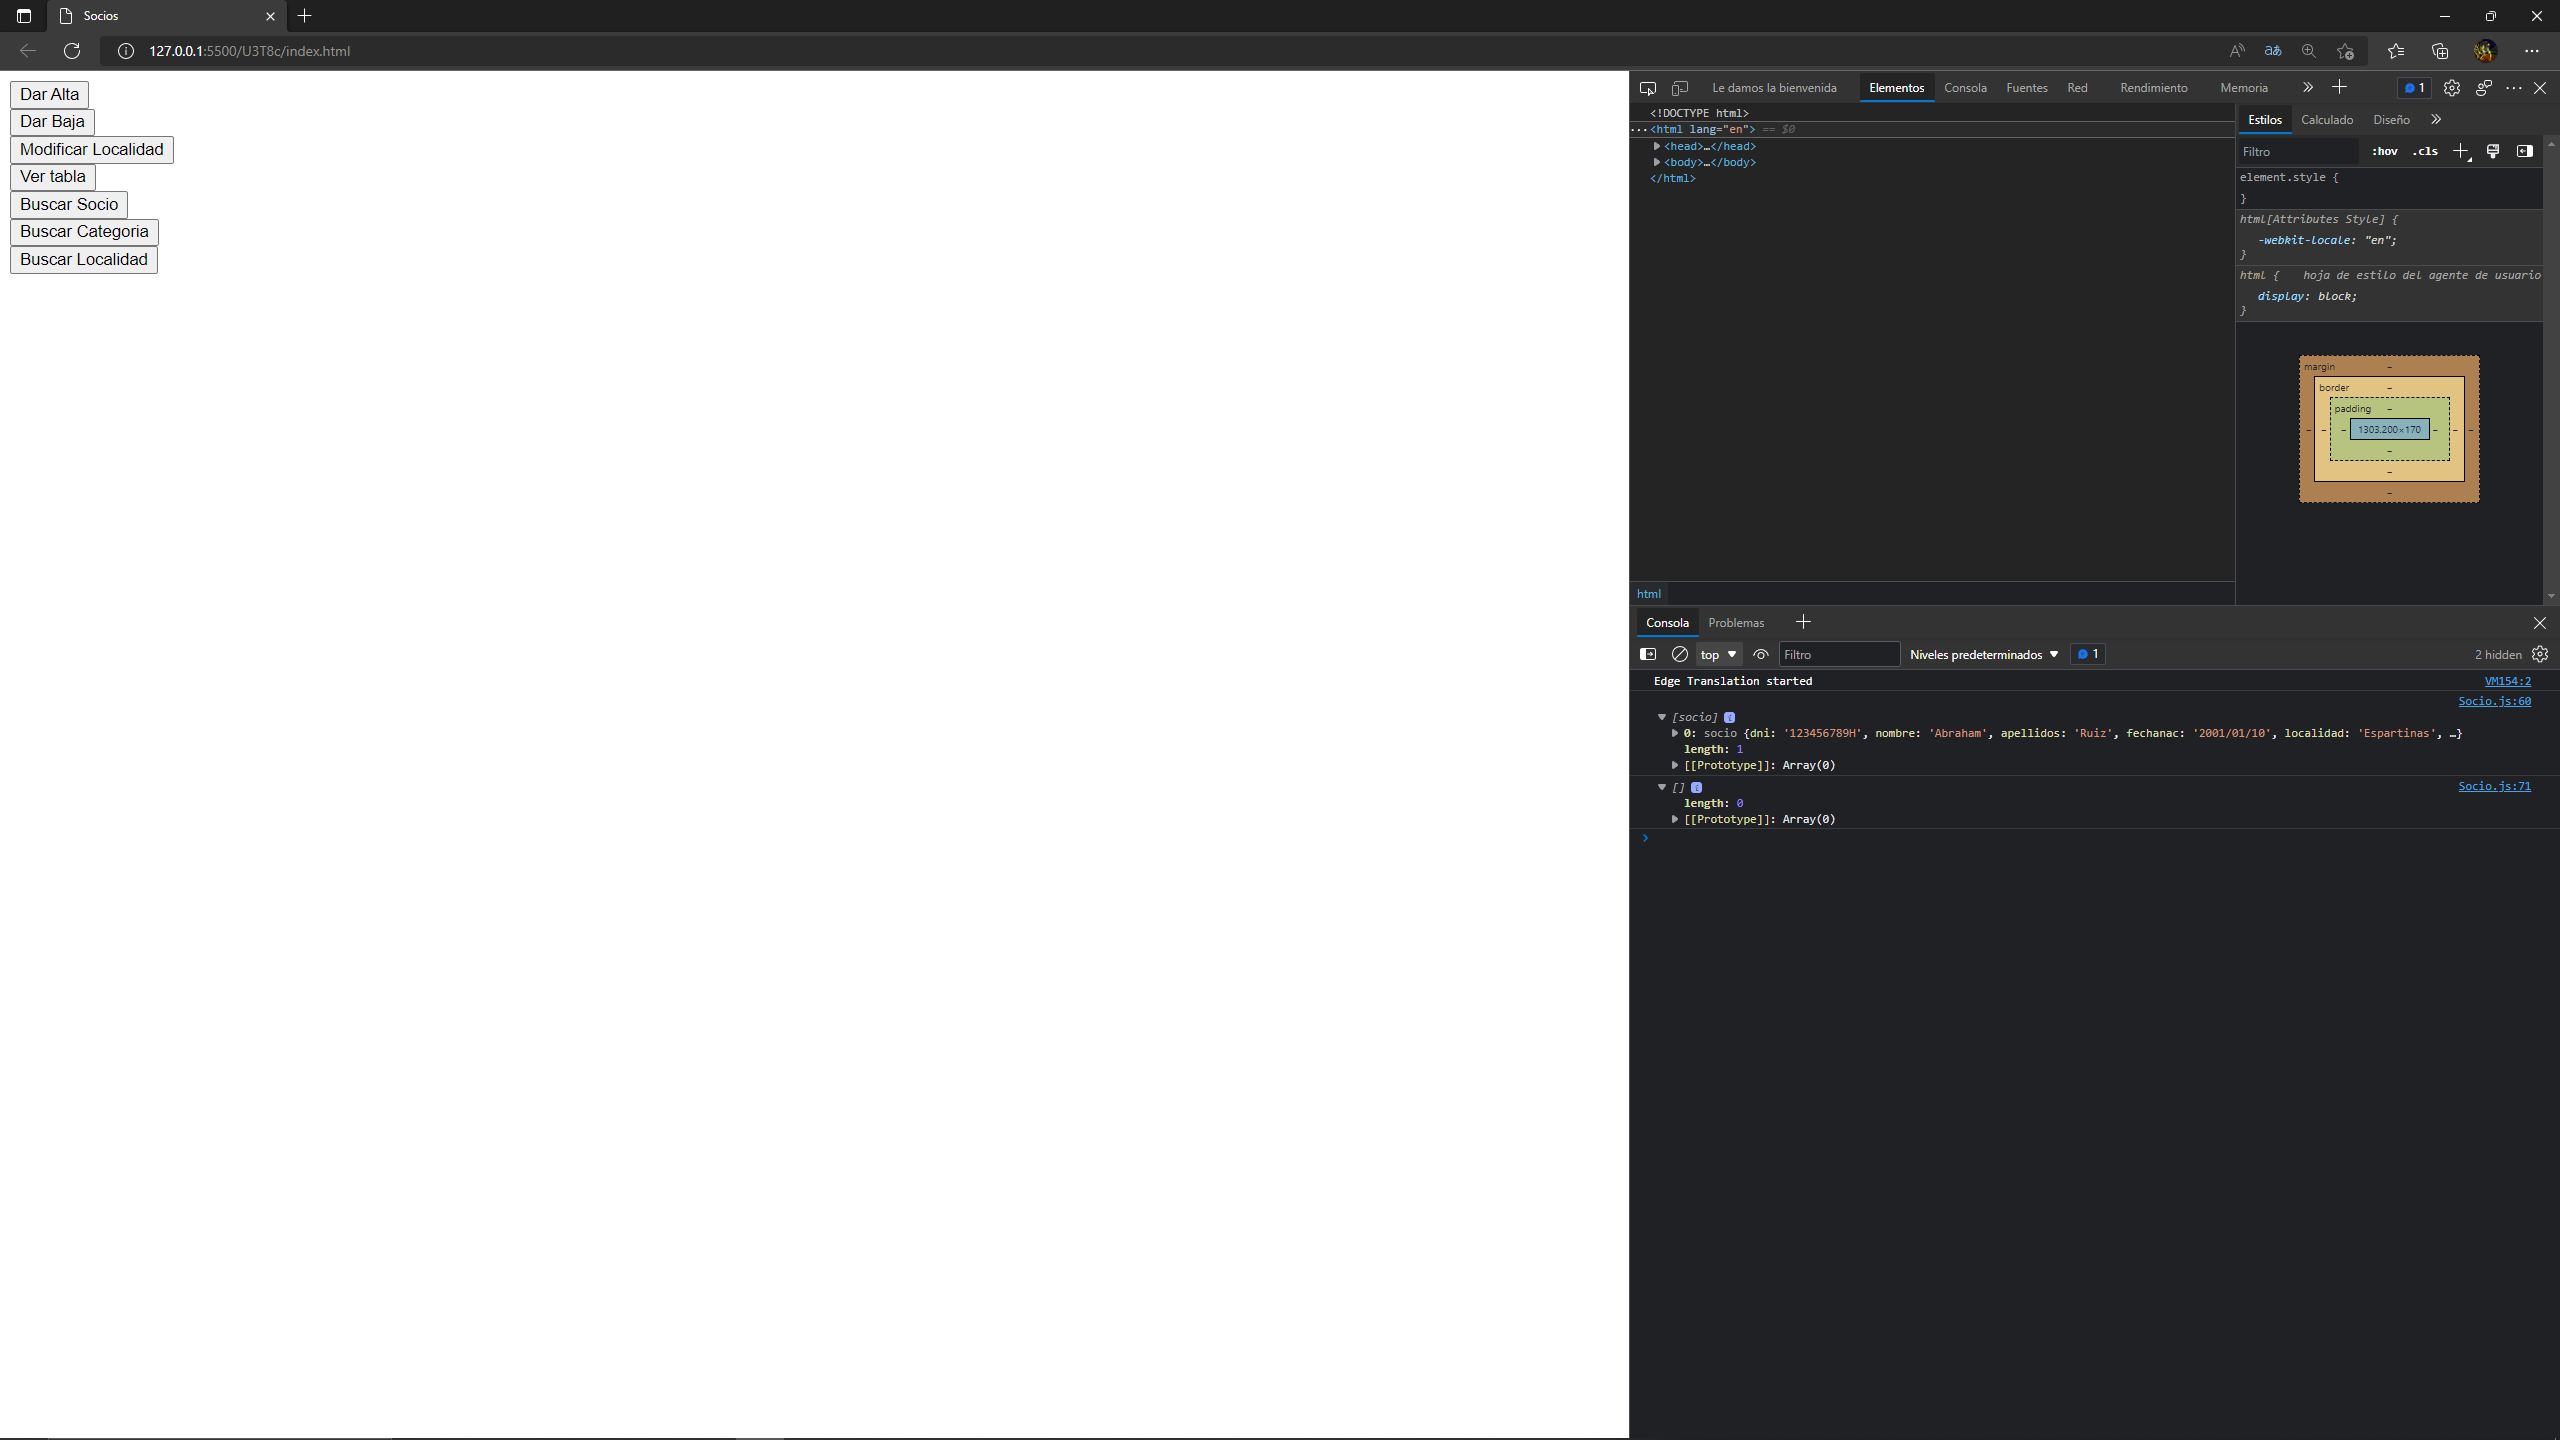 Socios
127.0.0.1:5500/U3T8c/index.html
Dar Alta
Dar Baja
Modificar Localidad
Ver tabla
Buscar Socio
Buscar Categoria
Buscar Localidad
Le damos la bienvenida Elementos Consola Fuentes Red Rendimiento Memoria 1
<!DOCTYPE html>
<html lang="en"> == $0
<head>…</head>
<body>…</body>
</html>
html
Estilos Calculado Diseño
Filtro :hov .cls
element.style {
}
html[Attributes Style] {
-webkit-locale: "en";
}
html { hoja de estilo del agente de usuario
display: block;
}
margin –
border –
padding –
– – – 1303.200×170 – – –
–
–
–
Consola Problemas
top Filtro Niveles predeterminados 1 2 hidden
Edge Translation started VM154:2
Socio.js:60
[socio]
0: socio {dni: '123456789H', nombre: 'Abraham', apellidos: 'Ruiz', fechanac: '2001/01/10', localidad: 'Espartinas', …}
length: 1
[[Prototype]]: Array(0)
[] Socio.js:71
length: 0
[[Prototype]]: Array(0)